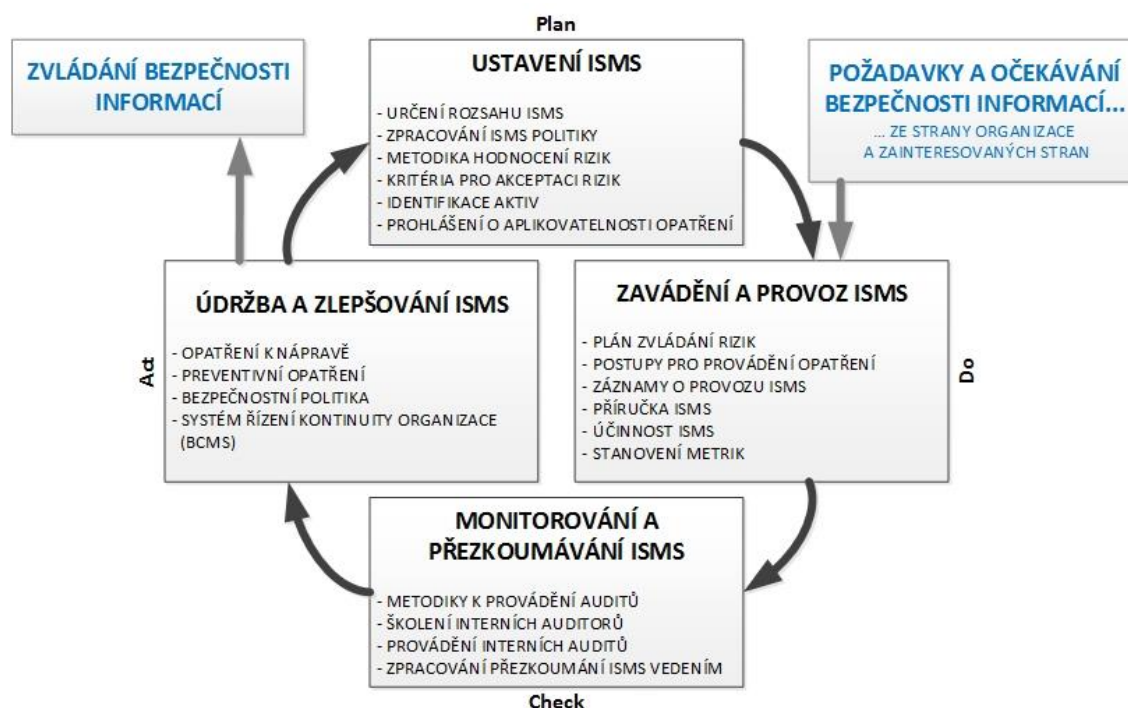 Plan
ZVLÁDÁNÍ BEZPEČNOSTI
INFORMACÍ
USTAVENÍ ISMS
- URČENÍ ROZSAHU ISMS
- ZPRACOVÁNÍ ISMS POLITIKY
- METODIKA HODNOCENÍ RIZIK
- KRITÉRIA PRO AKCEPTACI RIZIK
- IDENTIFIKACE AKTIV
- PROHLÁŠENÍ O APLIKOVATELNOSTI OPATŘENÍ
POŽADAVKY A OČEKÁVÁNÍ
BEZPEČNOSTI INFORMACÍ...
... ZE STRANY ORGANIZACE
A ZAINTERESOVANÝCH STRAN
Act
ÚDRŽBA A ZLEPŠOVÁNÍ ISMS
- OPATŘENÍ K NÁPRAVĚ
- PREVENTIVNÍ OPATŘENÍ
- BEZPEČNOSTNÍ POLITIKA
- SYSTÉM ŘÍZENÍ KONTINUITY ORGANIZACE
(BCMS)
ZAVÁDĚNÍ A PROVOZ ISMS
- PLÁN ZVLÁDÁNÍ RIZIK
- POSTUPY PRO PROVÁDĚNÍ OPATŘENÍ
- ZÁZNAMY O PROVOZU ISMS
- PŘÍRUČKA ISMS
- ÚČINNOST ISMS
- STANOVENÍ METRIK
Do
MONITOROVÁNÍ A
PŘEZKOUMÁVÁNÍ ISMS
- METODIKY K PROVÁDĚNÍ AUDITŮ
- ŠKOLENÍ INTERNÍCH AUDITORŮ
- PROVÁDĚNÍ INTERNÍCH AUDITŮ
- ZPRACOVÁNÍ PŘEZKOUMÁNÍ ISMS VEDENÍM
Check